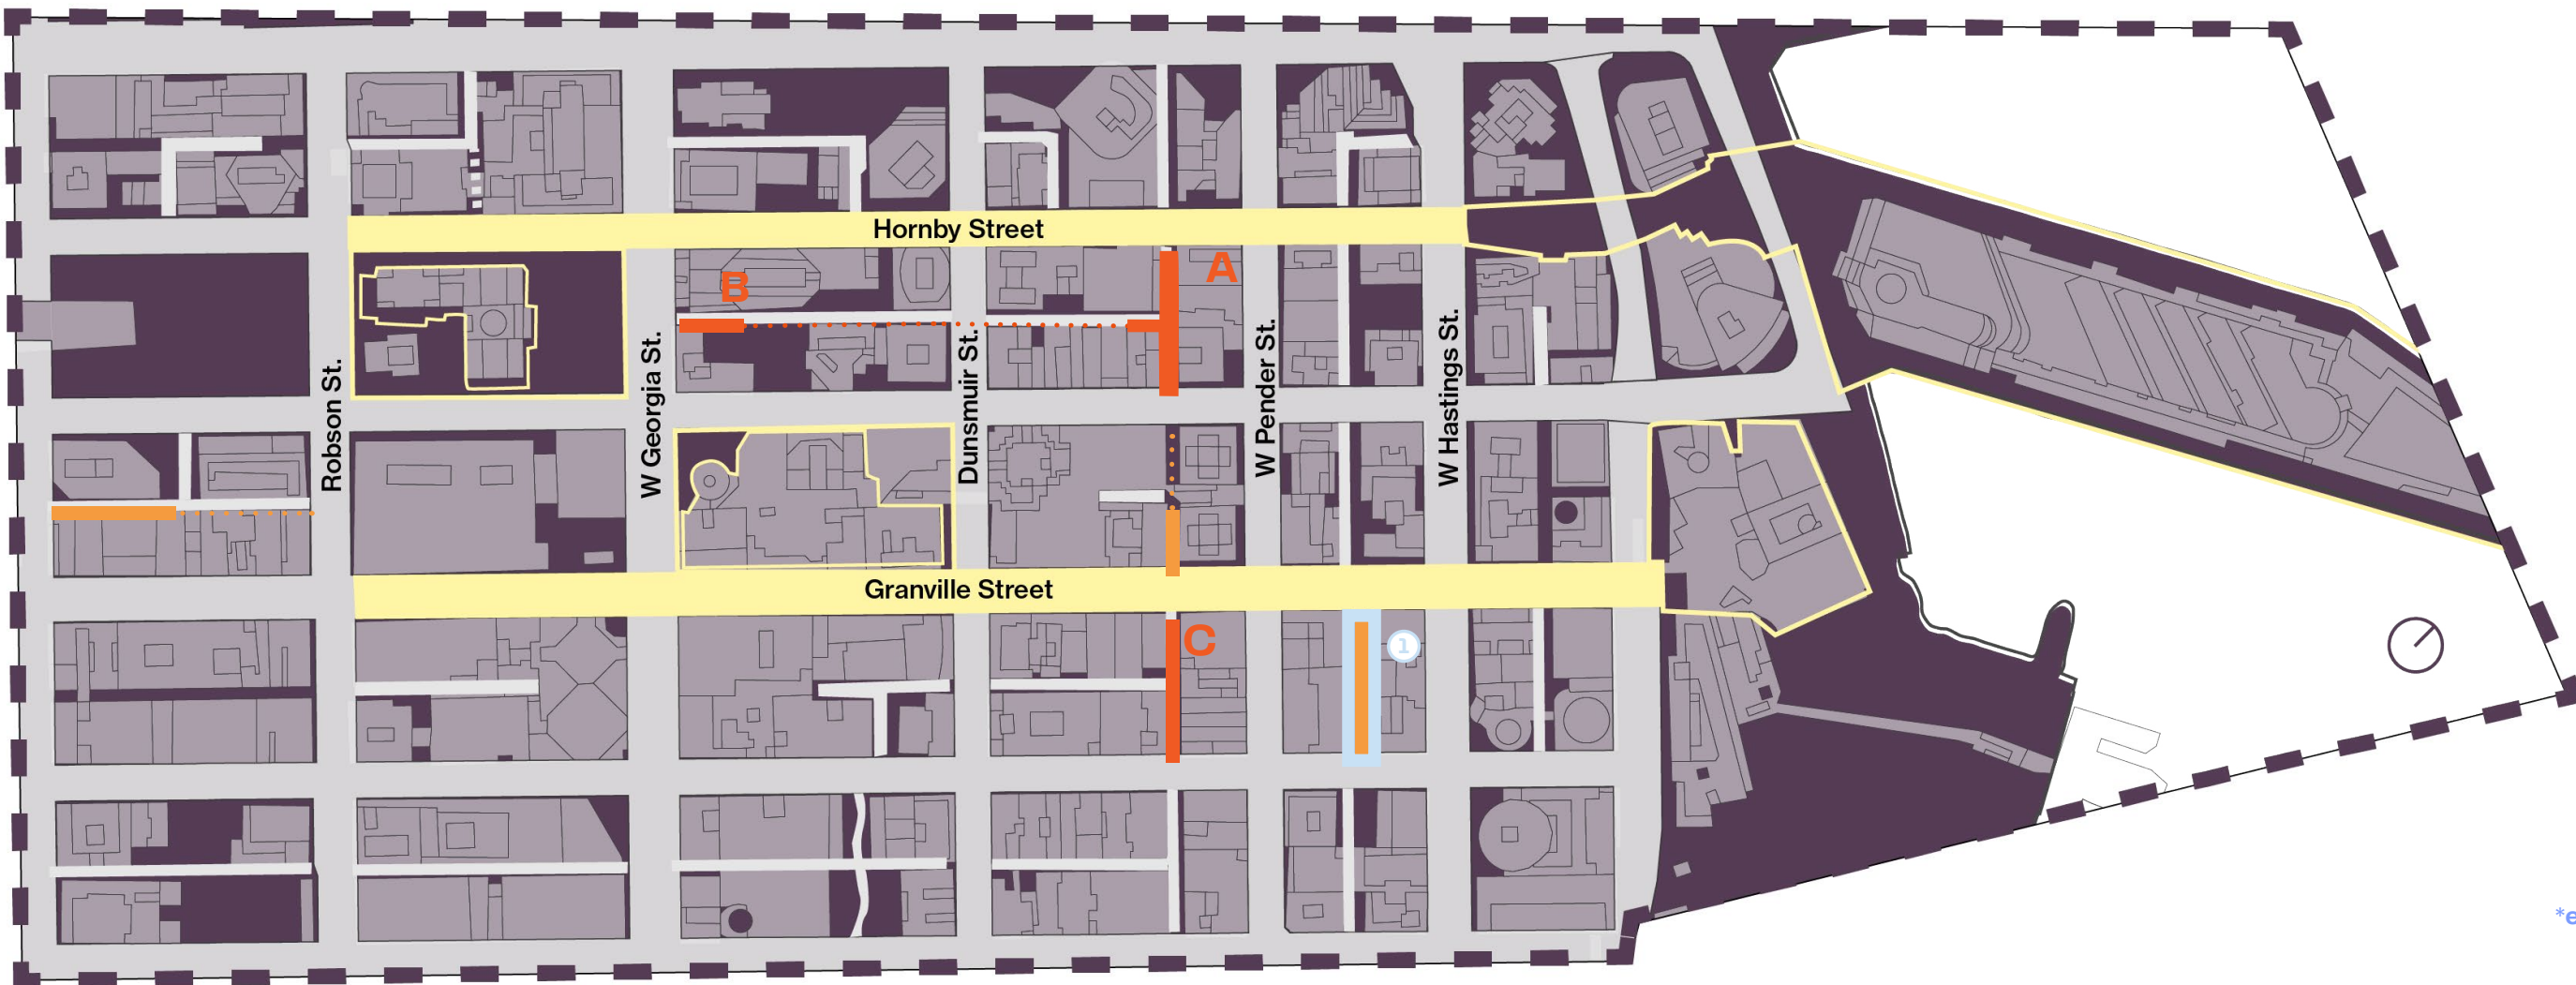 Hornby Street
A
B
Robson St.
W Georgia St.
Dunsmuir St.
W Pender St.
W Hastings St.
Granville Street
C
1
*e